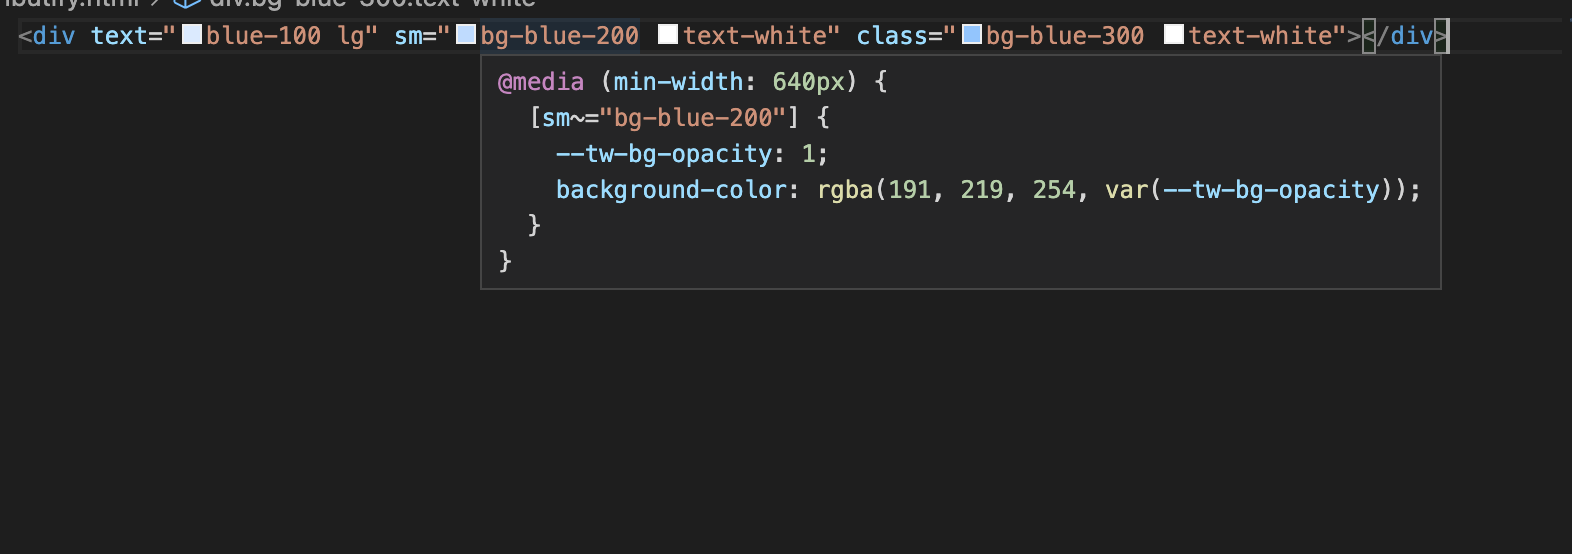 div.bg-blue-300.text-white
<div text="blue-100 lg" sm="bg-blue-200 text-white" class="bg-blue-300 text-white"></div>
@media (min-width: 640px) {
[sm~="bg-blue-200"] {
--tw-bg-opacity: 1;
background-color: rgba(191, 219, 254, var(--tw-bg-opacity));
}
}